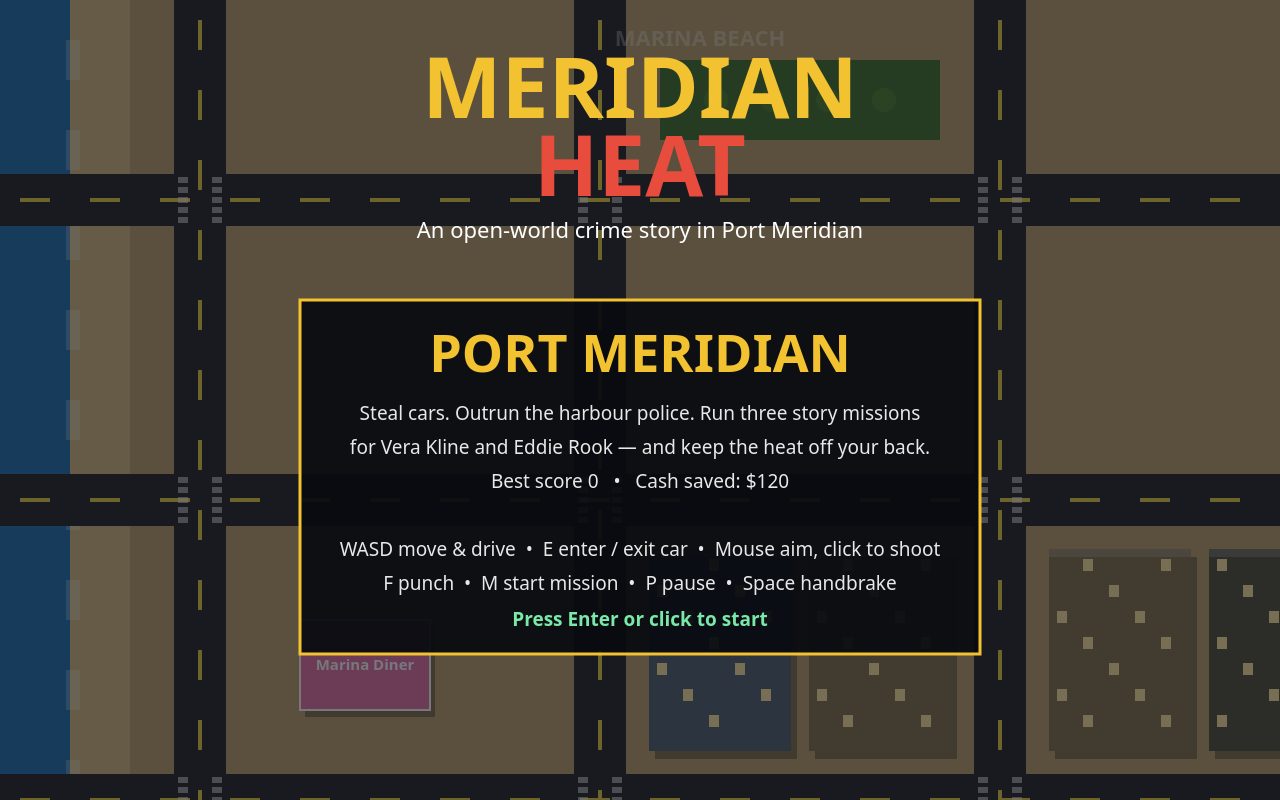 MARINA BEACH
MERIDIAN
HEAT
An open-world crime story in Port Meridian
PORT MERIDIAN
Steal cars. Outrun the harbour police. Run three story missions
for Vera Kline and Eddie Rook — and keep the heat off your back.
Best score 0 • Cash saved: $120
WASD move & drive • E enter / exit car • Mouse aim, click to shoot
F punch • M start mission • P pause • Space handbrake
Press Enter or click to start
Marina Diner